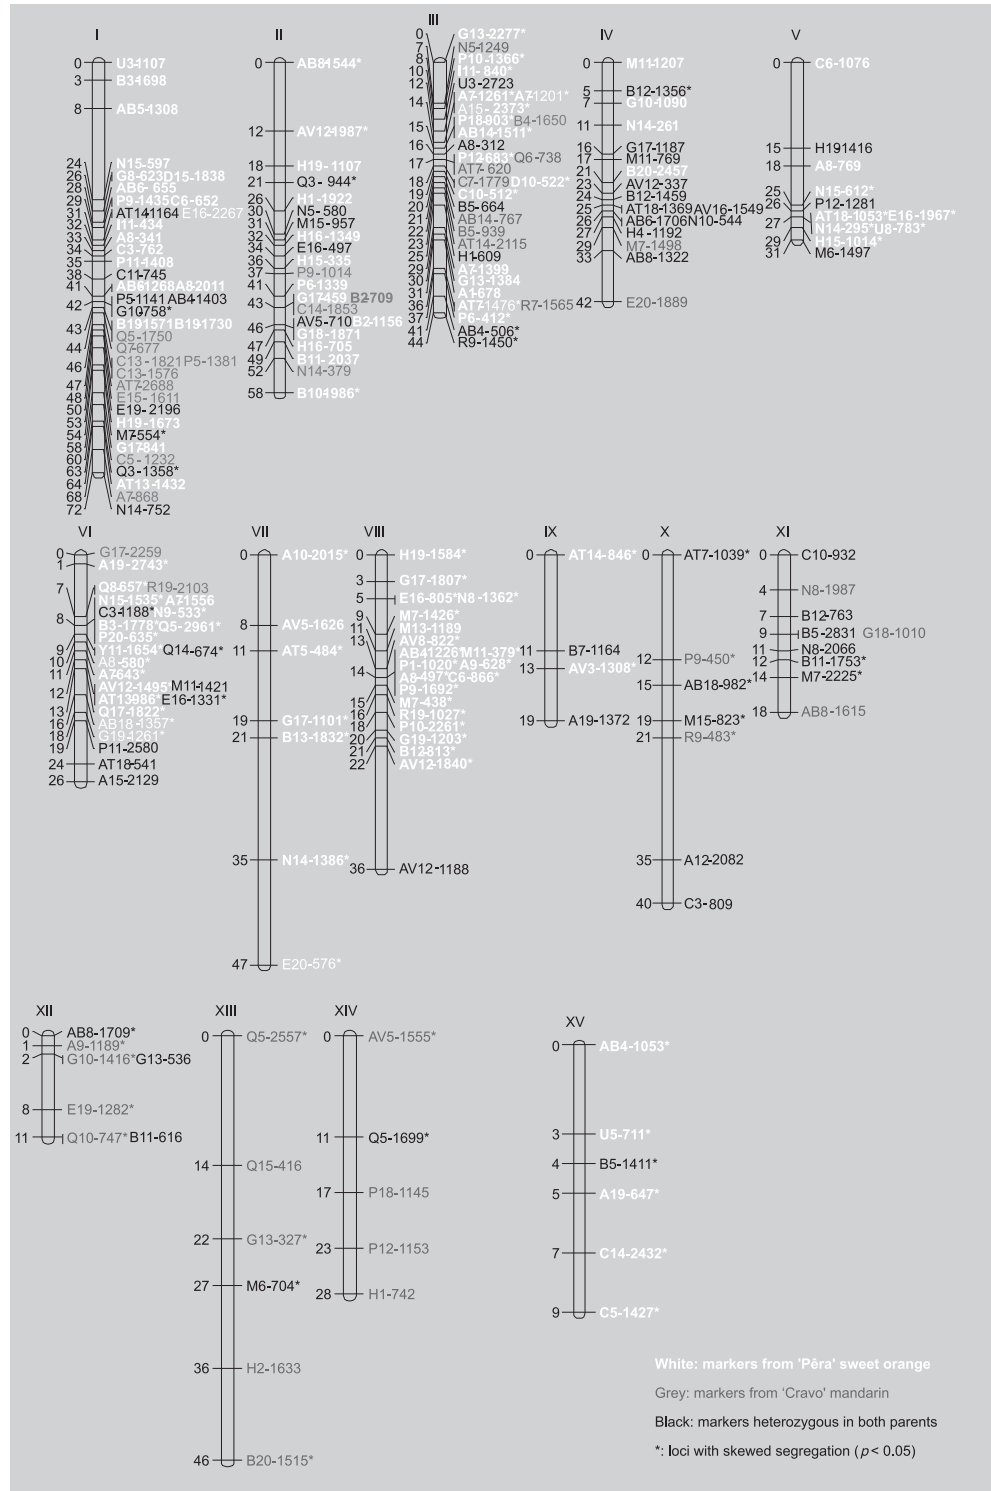 I
0 U3-1107
3 B3-1698
8 AB5-1308
24 N15-597
26 G8-623 D15-1838
28 AB6-655
29 P9-1435 C6-652
31 AT14-1164 E16-2267
32 I11-434
33 A8-341
34 C3-762
35 P11-1408
38 C11-745
41 AB6-1268 A8-2011
P5-1141 AB4-1403
42 G10-758*
B19-1571 B19-1730
43 Q5-1750
44 Q7-677
C13-1821 P5-1381
46 C13-1576
47 AT7-2688
48 E15-1611
50 E19-2196
53 H19-1673
54 M7-554*
58 G17-841
60 C5-1232
63 Q3-1358*
64 AT13-1432
68 A7-868
72 N14-752
II
0 AB8-1544*
12 AV12-1987*
18 H19-1107
21 Q3-944*
26 H1-1922
30 N5-580
31 M15-957
32 H16-1349
34 E16-497
36 H15-335
37 P9-1014
41 P6-1339
43 G17-459 B2-709
C14-1853
46 AV5-710 B2-1156
G18-1871
47 H16-705
49 B11-2037
52 N14-379
58 B10-1986*
III
0 G13-2277*
7 N5-1249
8 P10-1366*
10 I11-840*
12 U3-2723
14 A7-1261* A7-1201*
A15-2373*
P18-903* B4-1650
15 AB14-1511*
16 A8-312
17 P12-683* Q6-738
AT7-620
18 C7-1779 D10-522*
19 C10-512*
20 B5-664
21 AB14-767
22 B5-939
23 AT14-2115
25 H1-609
29 A7-1399
30 G13-1384
31 A1-678
36 AT7-1476* R7-1565
37 P6-412*
41 AB4-506*
44 R9-1450*
IV
0 M11-1207
5 B12-1356*
7 G10-1090
11 N14-261
16 G17-1187
17 M11-769
21 B20-2457
23 AV12-337
24 B12-1459
25 AT18-1369 AV16-1549
26 AB6-1706 N10-544
27 H4-1192
29 M7-1498
33 AB8-1322
42 E20-1889
V
0 C6-1076
15 H19-1416
18 A8-769
25 N15-612*
26 P12-1281
27 AT18-1053* E16-1967*
N14-295* U8-783*
29 H15-1014*
31 M6-1497
VI
0 G17-2259
1 A19-2743*
7 Q8-657* R19-2103
N15-1535* A7-1556
C3-1188* N9-533*
8 B3-1778* Q5-2961*
P20-635*
9 Y11-1654* Q14-674*
10 A8-580*
11 A7-643*
12 AV12-1495* M11-1421
AT13-986* E16-1331*
13 Q17-1822*
16 AB18-1357*
18 G19-1261*
19 P11-2580
24 AT18-541
26 A15-2129
VII
0 A10-2015*
8 AV5-1626
11 AT5-484*
19 G17-1101*
21 B13-1832*
35 N14-1386*
47 E20-576*
VIII
0 H19-1584*
3 G17-1807*
5 E16-805* N8-1362*
9 M7-1426*
11 M13-1189
13 AV8-822*
AB4-1226* M11-379*
P1-1020* A9-628*
14 A8-497* C6-866*
P9-1692*
15 M7-438*
16 R19-1027*
18 P10-2261*
20 G19-1203*
21 B12-813*
22 AV12-1840*
36 AV12-1188
IX
0 AT14-846*
11 B7-1164
13 AV3-1308*
19 A19-1372
X
0 AT7-1039*
12 P9-450*
15 AB18-982*
19 M15-823*
21 R9-483*
35 A12-2082
40 C3-809
XI
0 C10-932
4 N8-1987
7 B12-763
9 B5-2831 G18-1010
11 N8-2066
12 B11-1753*
14 M7-2225*
18 AB8-1615
XII
0 AB8-1709*
1 A9-1189*
2 G10-1416* G13-536
8 E19-1282*
11 Q10-747* B11-616
XIII
0 Q5-2557*
14 Q15-416
22 G13-327*
27 M6-704*
36 H2-1633
46 B20-1515*
XIV
0 AV5-1555*
11 Q5-1699*
17 P18-1145
23 P12-1153
28 H1-742
XV
0 AB4-1053*
3 U5-711*
4 B5-1411*
5 A19-647*
7 C14-2432*
9 C5-1427*
White: markers from 'Pêra' sweet orange
Grey: markers from 'Cravo' mandarin
Black: markers heterozygous in both parents
*: loci with skewed segregation (p < 0.05)